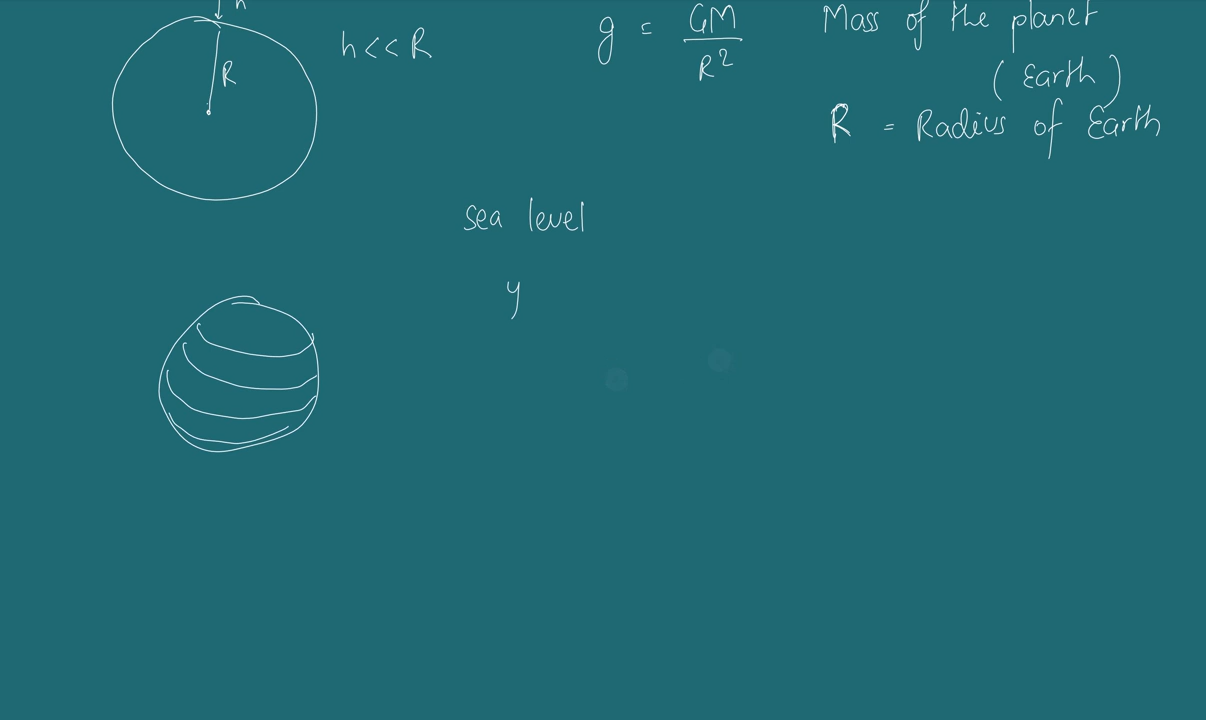 h
R
h << R
g = GM / R²
Mass of the planet
(Earth)
R = Radius of Earth
sea level
y